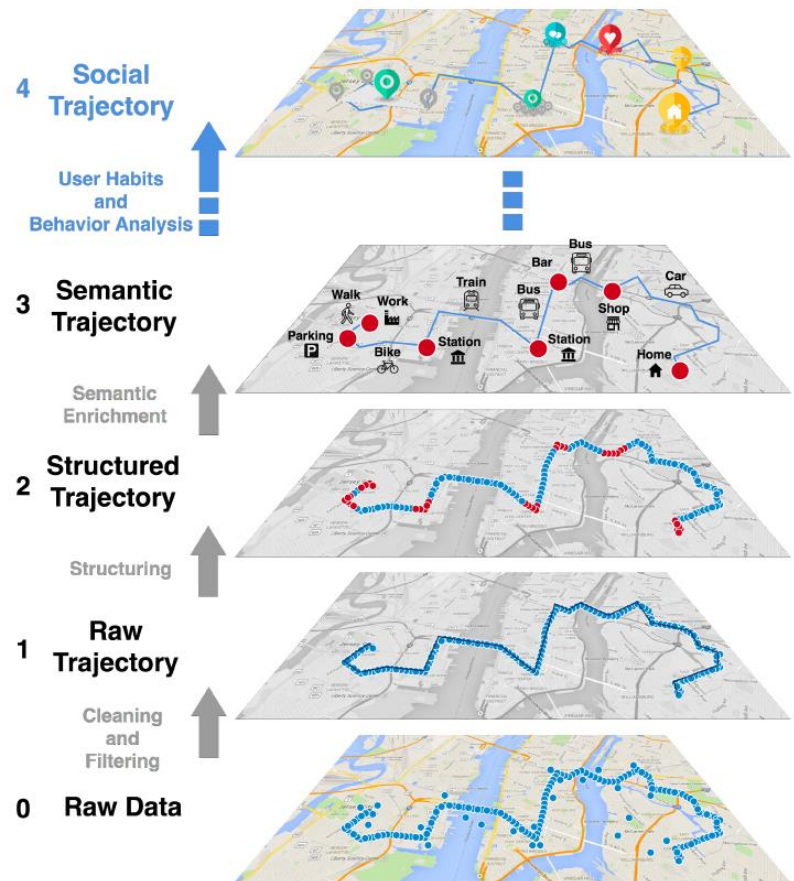 4
Social
Trajectory
User Habits
and
Behavior Analysis
3
Semantic
Trajectory
Bus
Bar
Train
Bus
Car
Walk
Work
Shop
Parking
P
Bike
Station
Station
Home
Semantic
Enrichment
2
Structured
Trajectory
Structuring
1
Raw
Trajectory
Cleaning
and
Filtering
0
Raw Data